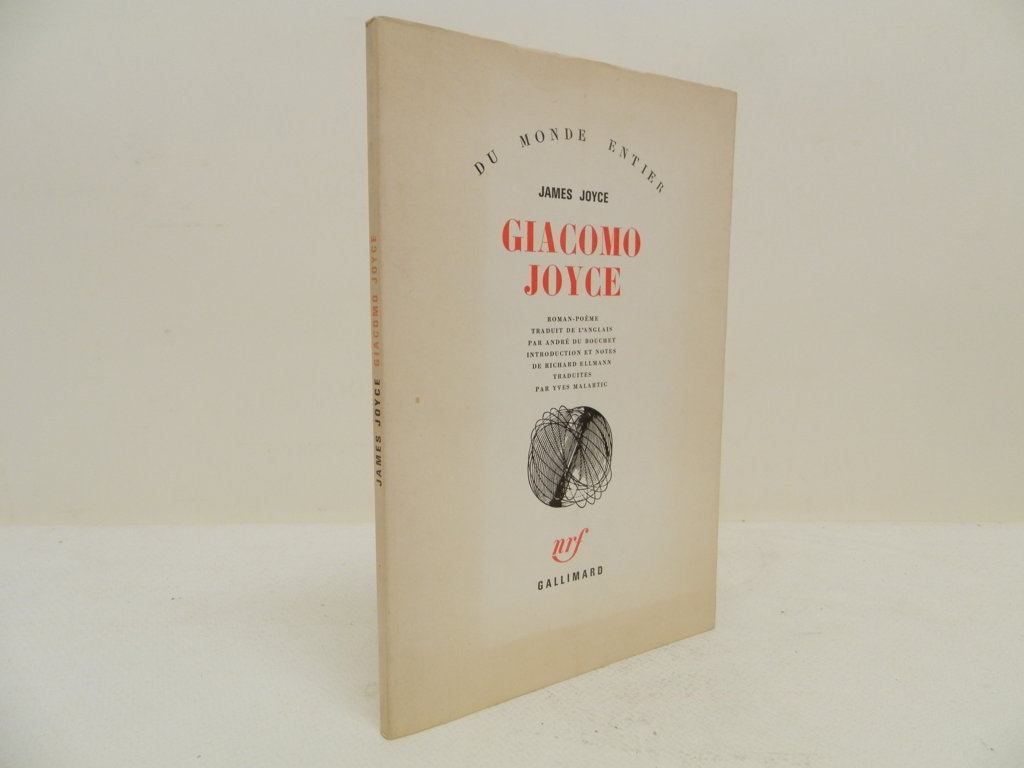 DU MONDE ENTIER
JAMES JOYCE
GIACOMO
JOYCE
ROMAN-POÈME
TRADUIT DE L'ANGLAIS
PAR ANDRÉ DU BOUCHET
INTRODUCTION ET NOTES
DE RICHARD ELLMANN
TRADUITES
PAR YVES MALARTIC
nrf
GALLIMARD
JAMES JOYCE GIACOMO JOYCE